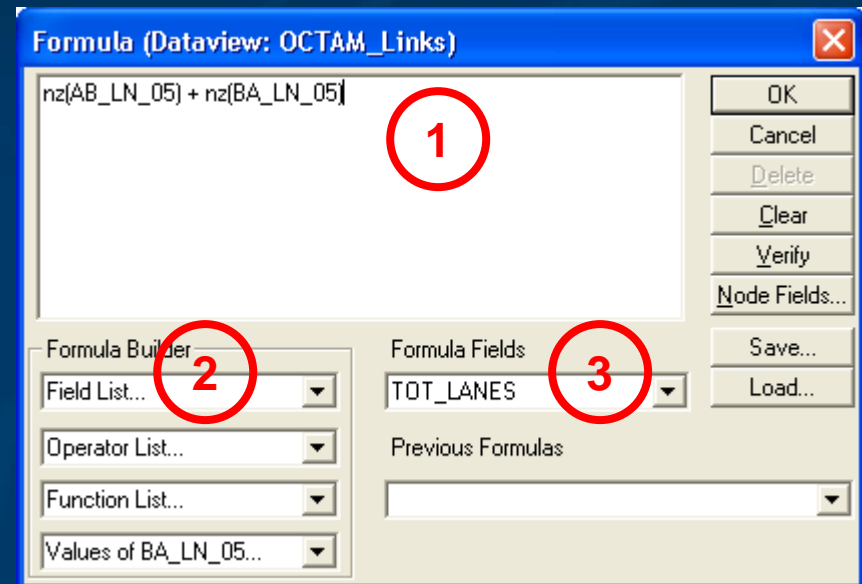 Formula (Dataview: OCTAM_Links)
nz(AB_LN_05) + nz(BA_LN_05)
1
OK
Cancel
Delete
Clear
Verify
Node Fields...
Save...
Load...
Formula Builder
2
Field List...
Operator List...
Function List...
Values of BA_LN_05...
Formula Fields
3
TOT_LANES
Previous Formulas